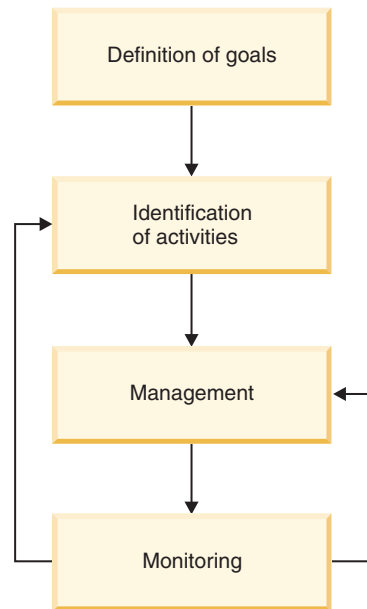 Definition of goals
Identification
of activities
Management
Monitoring